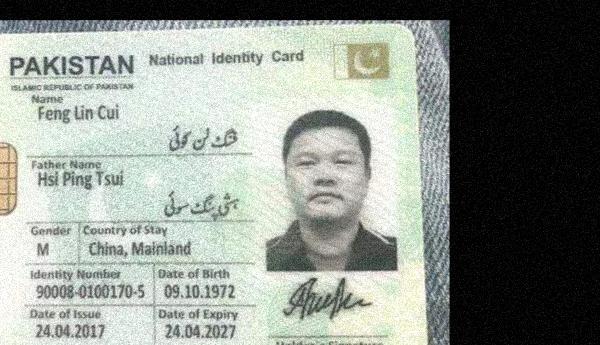 PAKISTAN National Identity Card
ISLAMIC REPUBLIC OF PAKISTAN
Name
Feng Lin Cui
فنگ لن کوئی
Father Name
Hsi Ping Tsui
ہشی پنگ سوئی
Gender Country of Stay
M China, Mainland
Identity Number Date of Birth
90008-0100170-5 09.10.1972
Date of Issue Date of Expiry
24.04.2017 24.04.2027
Holder's Signature